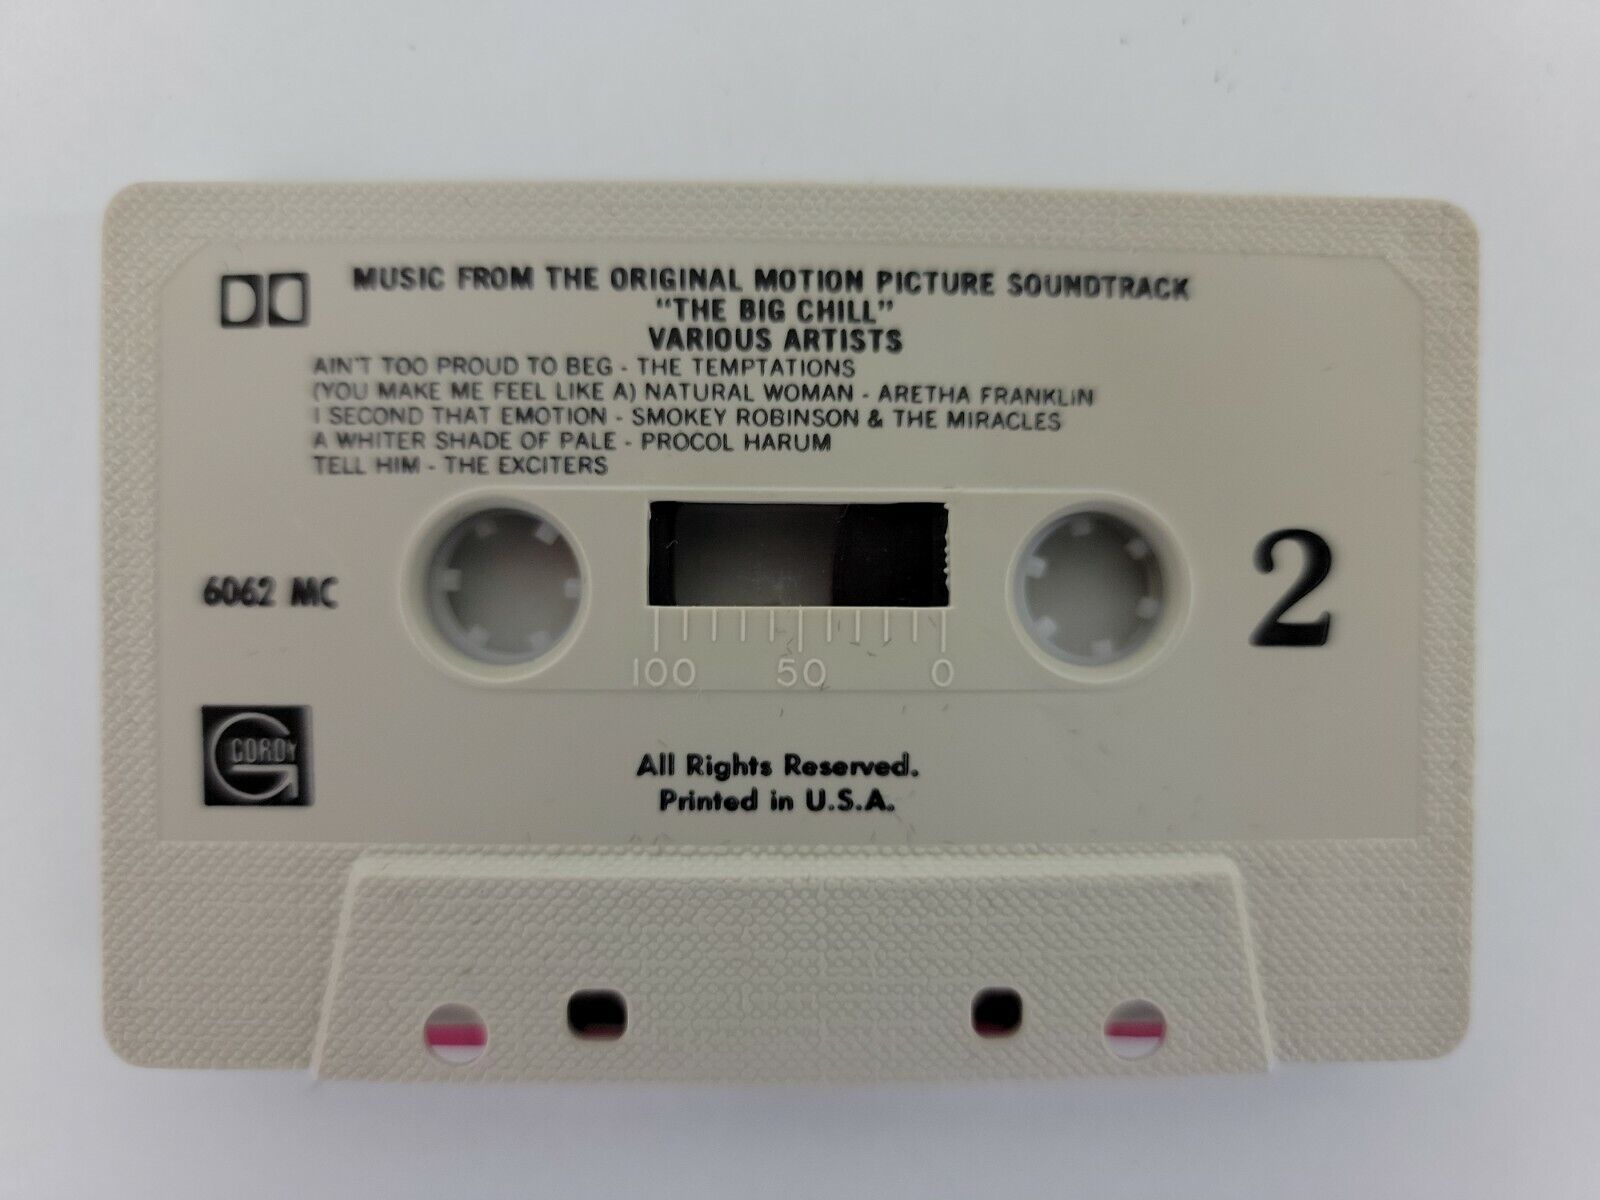 MUSIC FROM THE ORIGINAL MOTION PICTURE SOUNDTRACK
"THE BIG CHILL"
VARIOUS ARTISTS
AIN'T TOO PROUD TO BEG - THE TEMPTATIONS
(YOU MAKE ME FEEL LIKE A) NATURAL WOMAN - ARETHA FRANKLIN
I SECOND THAT EMOTION - SMOKEY ROBINSON & THE MIRACLES
A WHITER SHADE OF PALE - PROCOL HARUM
TELL HIM - THE EXCITERS
6062 MC
2
100 50 0
G GORDY
All Rights Reserved.
Printed in U.S.A.